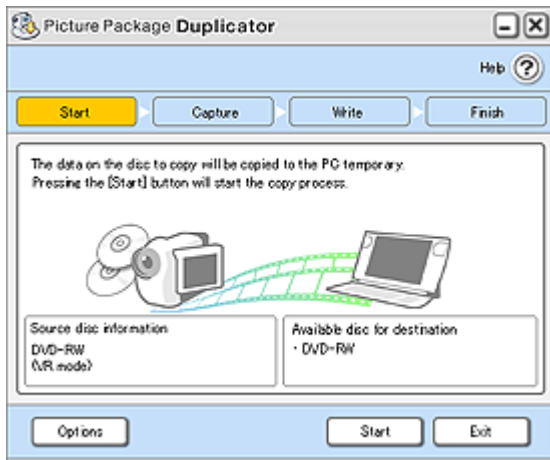 Picture Package Duplicator
Help ?
Start
Capture
Write
Finish
The data on the disc to copy will be copied to the PC temporary.
Pressing the [Start] button will start the copy process.
Source disc information
DVD-RW
(VR mode)
Available disc for destination
・DVD-RW
Options
Start
Exit